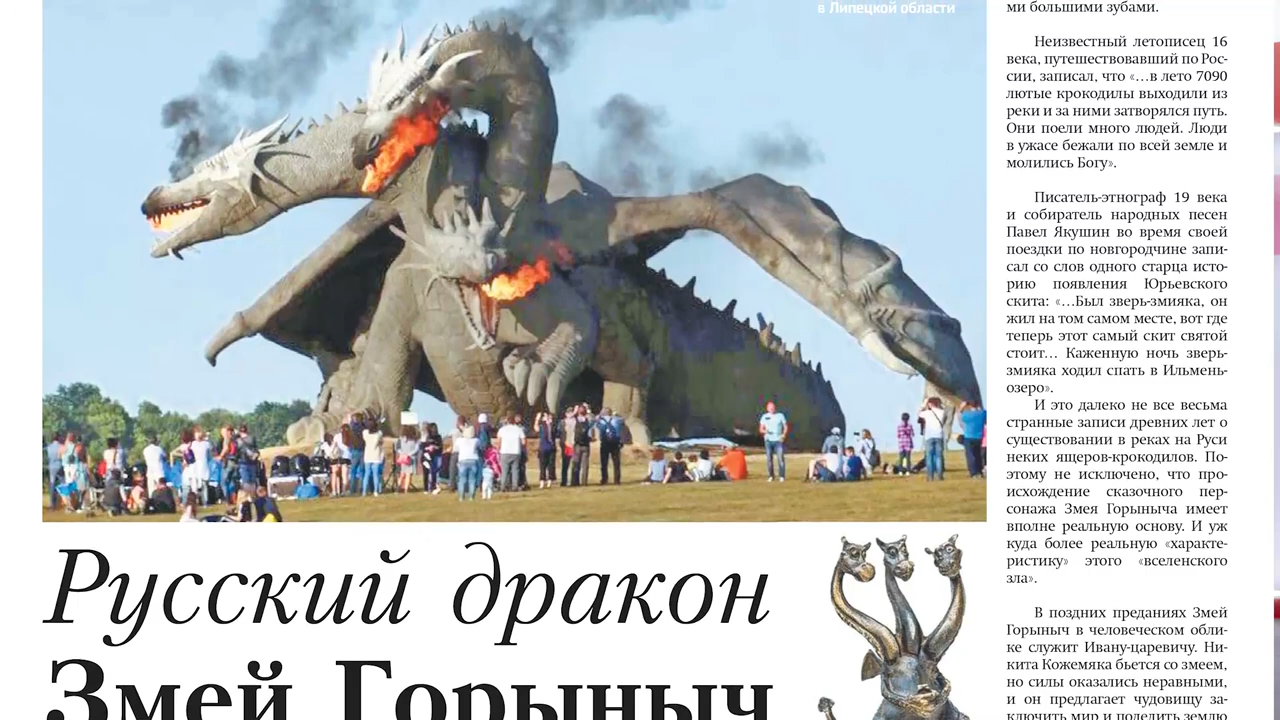 в Липецкой области
Русский дракон
Змей Горыныч
ми большими зубами.
Неизвестный летописец 16
века, путешествовавший по Рос-
сии, записал, что «…в лето 7090
лютые крокодилы выходили из
реки и за ними затворялся путь.
Они поели много людей. Люди
в ужасе бежали по всей земле и
молились Богу».
Писатель-этнограф 19 века
и собиратель народных песен
Павел Якушин во время своей
поездки по новгородчине запи-
сал со слов одного старца исто-
рию появления Юрьевского
скита: «…Был зверь-змияка, он
жил на том самом месте, вот где
теперь этот самый скит святой
стоит… Каженную ночь зверь-
змияка ходил спать в Ильмень-
озеро».
И это далеко не все весьма
странные записи древних лет о
существовании в реках на Руси
неких ящеров-крокодилов. По-
этому не исключено, что про-
исхождение сказочного пер-
сонажа Змея Горыныча имеет
вполне реальную основу. И уж
куда более реальную «характе-
ристику» этого «вселенского
зла».
В поздних преданиях Змей
Горыныч в человеческом обли-
ке служит Ивану-царевичу. Ни-
кита Кожемяка бьется со змеем,
но силы оказались неравными,
и он предлагает чудовищу за-
ключить мир и поделить землю